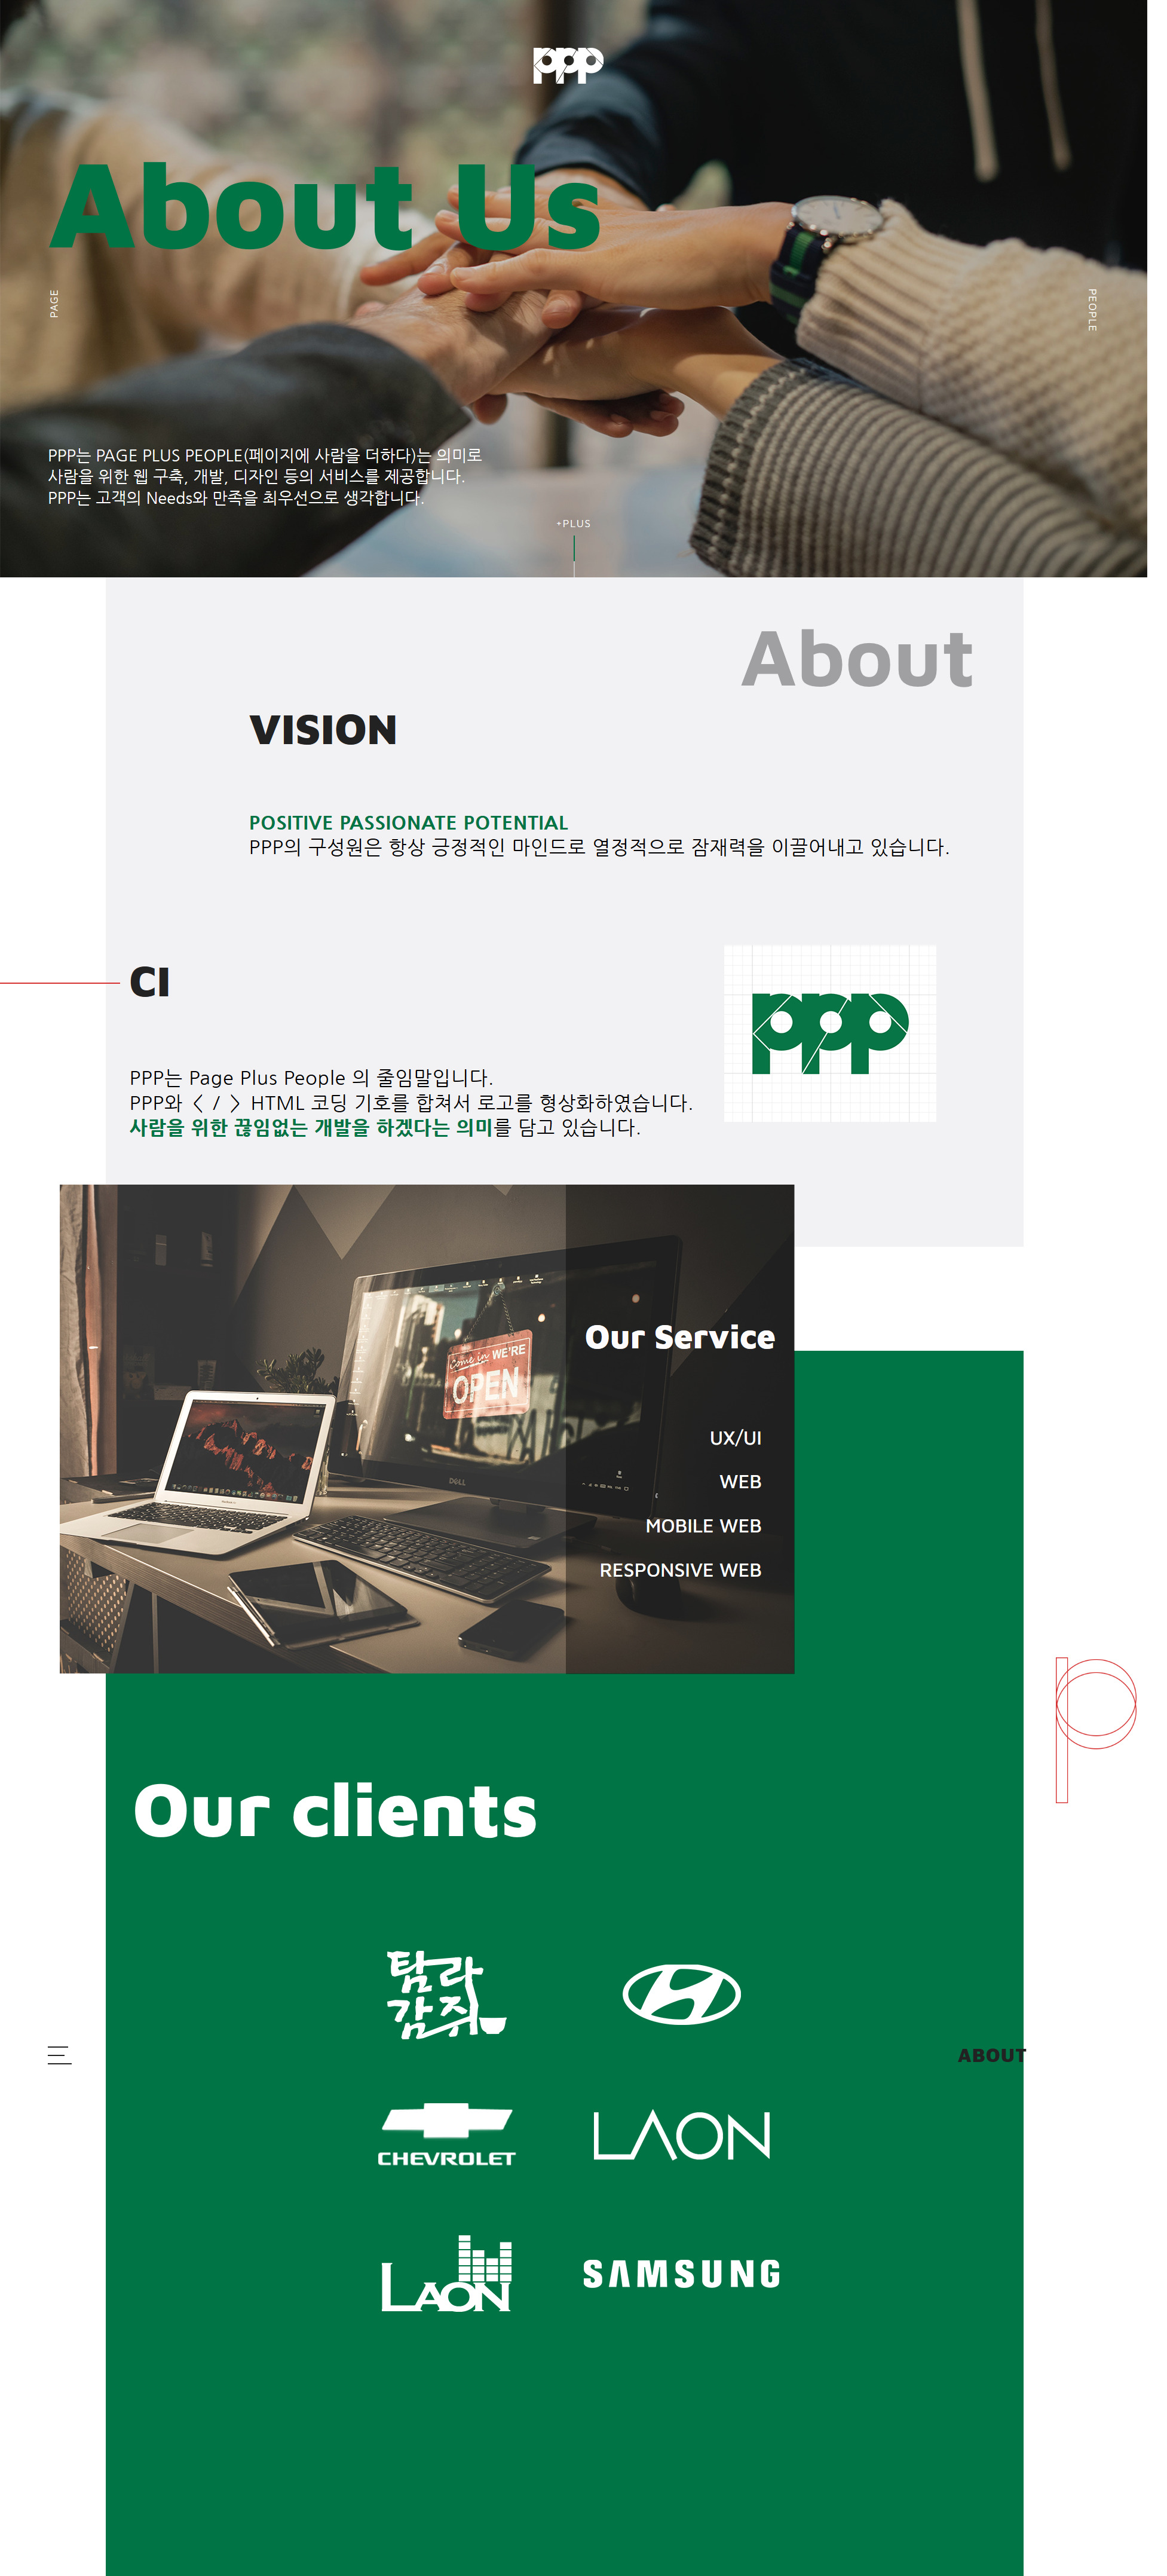 ppp
About Us
PAGE
PEOPLE
PPP는 PAGE PLUS PEOPLE(페이지에 사람을 더하다)는 의미로
사람을 위한 웹 구축, 개발, 디자인 등의 서비스를 제공합니다.
PPP는 고객의 Needs와 만족을 최우선으로 생각합니다.
+PLUS
About
VISION
POSITIVE PASSIONATE POTENTIAL
PPP의 구성원은 항상 긍정적인 마인드로 열정적으로 잠재력을 이끌어내고 있습니다.
CI
ppp
PPP는 Page Plus People 의 줄임말입니다.
PPP와 〈 / 〉 HTML 코딩 기호를 합쳐서 로고를 형상화하였습니다.
사람을 위한 끊임없는 개발을 하겠다는 의미를 담고 있습니다.
Come in WE'RE
OPEN
DELL
Our Service
UX/UI
WEB
MOBILE WEB
RESPONSIVE WEB
p
Our clients
탐라
감쥐
ABOUT
CHEVROLET
LAON
LAON
SAMSUNG